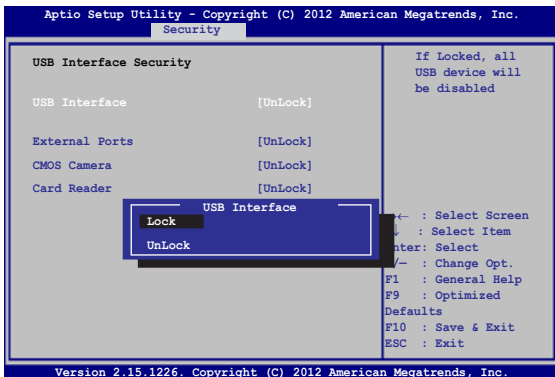 Aptio Setup Utility - Copyright (C) 2012 American Megatrends, Inc.
Security
USB Interface Security
USB Interface [UnLock]
External Ports [UnLock]
CMOS Camera [UnLock]
Card Reader [UnLock]
USB Interface
Lock
UnLock
If Locked, all
USB device will
be disabled
→← : Select Screen
↓ : Select Item
nter: Select
/— : Change Opt.
F1 : General Help
F9 : Optimized
Defaults
F10 : Save & Exit
ESC : Exit
Version 2.15.1226. Copyright (C) 2012 American Megatrends, Inc.